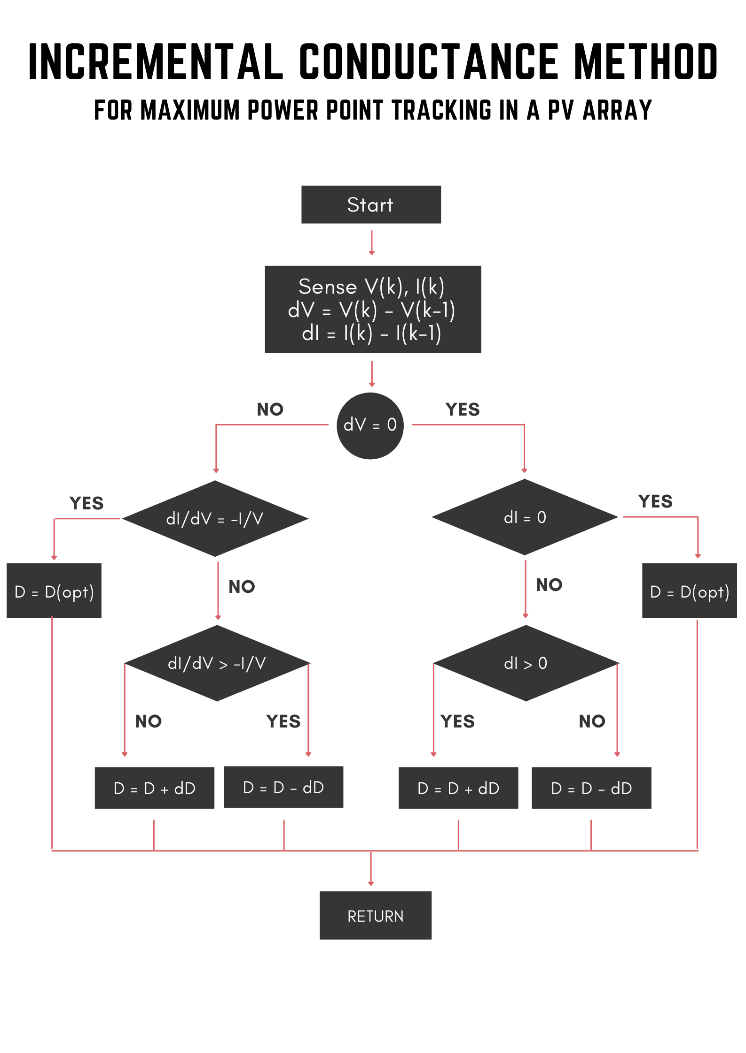 INCREMENTAL CONDUCTANCE METHOD
FOR MAXIMUM POWER POINT TRACKING IN A PV ARRAY
Start
Sense V(k), I(k)
dV = V(k) - V(k-1)
dI = I(k) - I(k-1)
NO
YES
dV = 0
YES
dI/dV = -I/V
dI = 0
YES
D = D(opt)
NO
NO
D = D(opt)
dI/dV > -I/V
dI > 0
NO
YES
YES
NO
D = D + dD
D = D - dD
D = D + dD
D = D - dD
RETURN